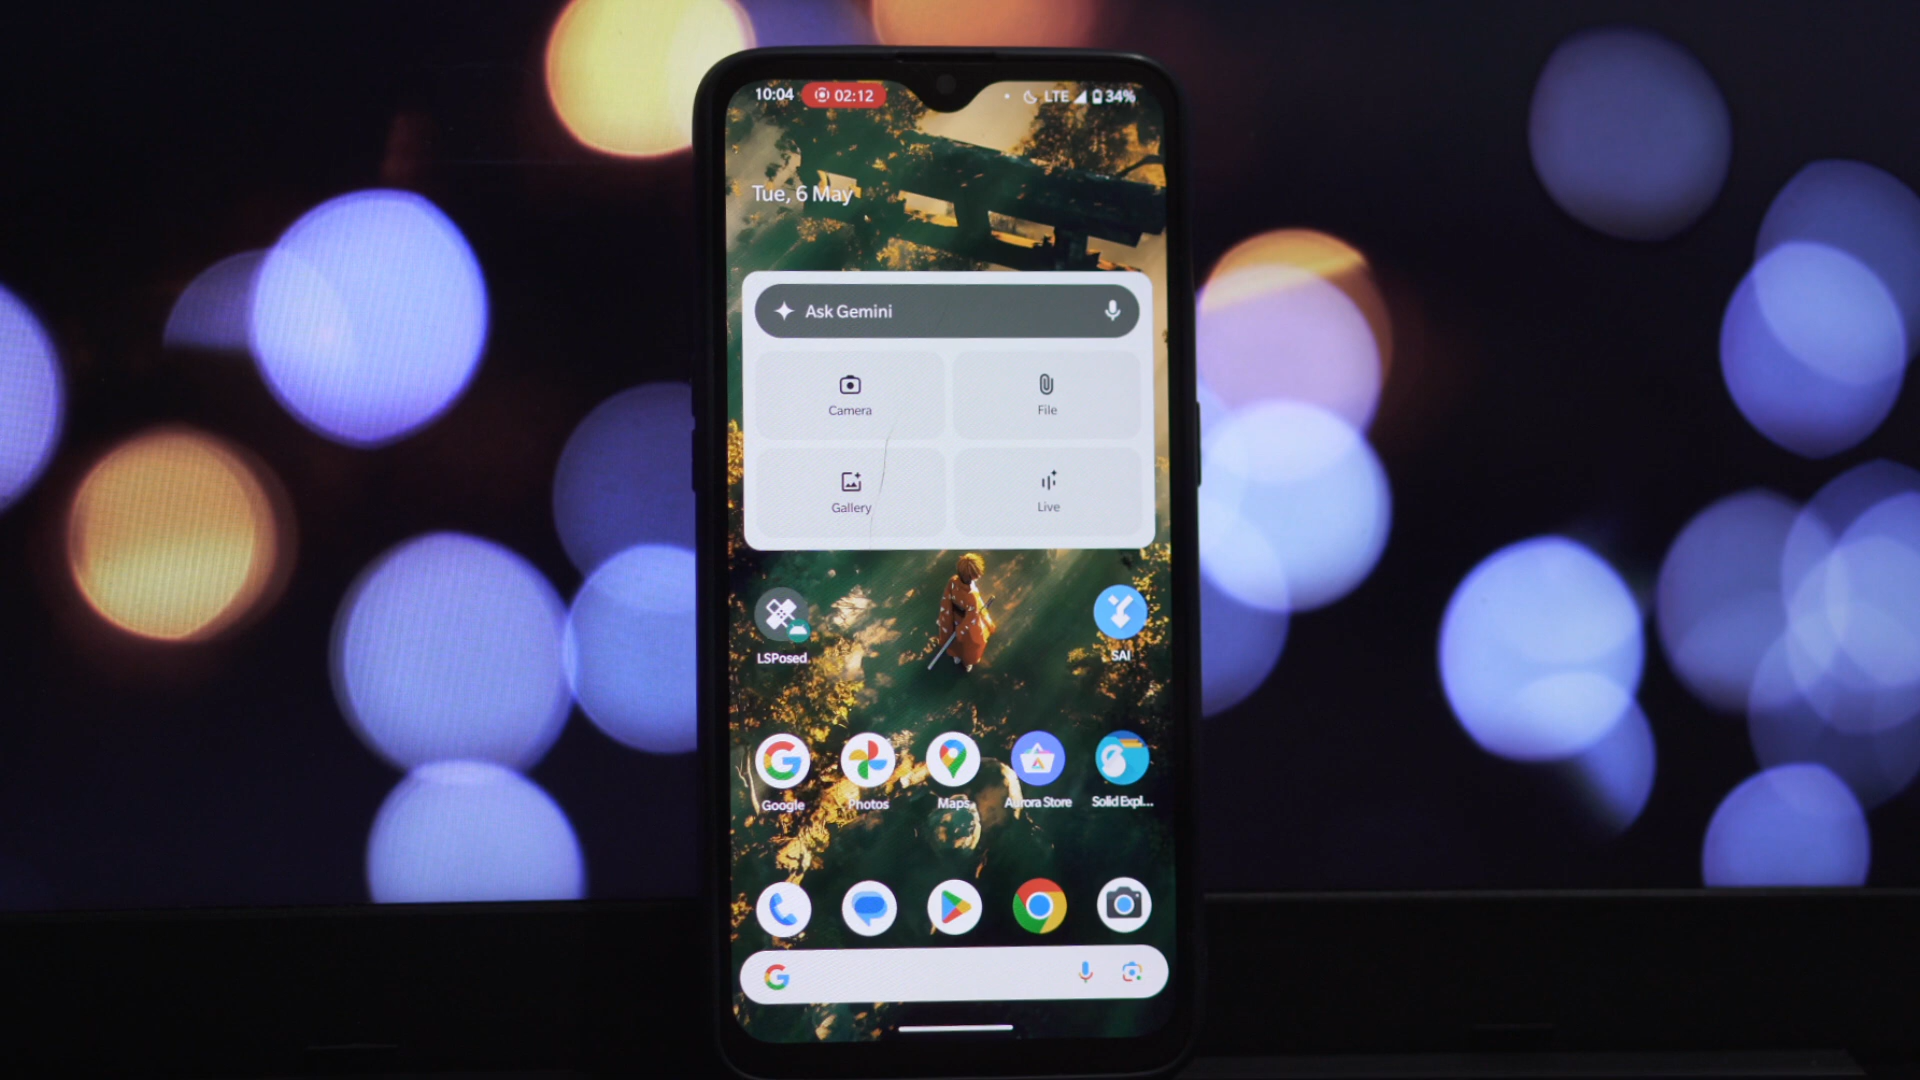 10:04 02:12 LTE 34%
Tue, 6 May
Ask Gemini
Camera File
Gallery Live
LSPosed SAI
Google Photos Maps Aurora Store Solid Expl...